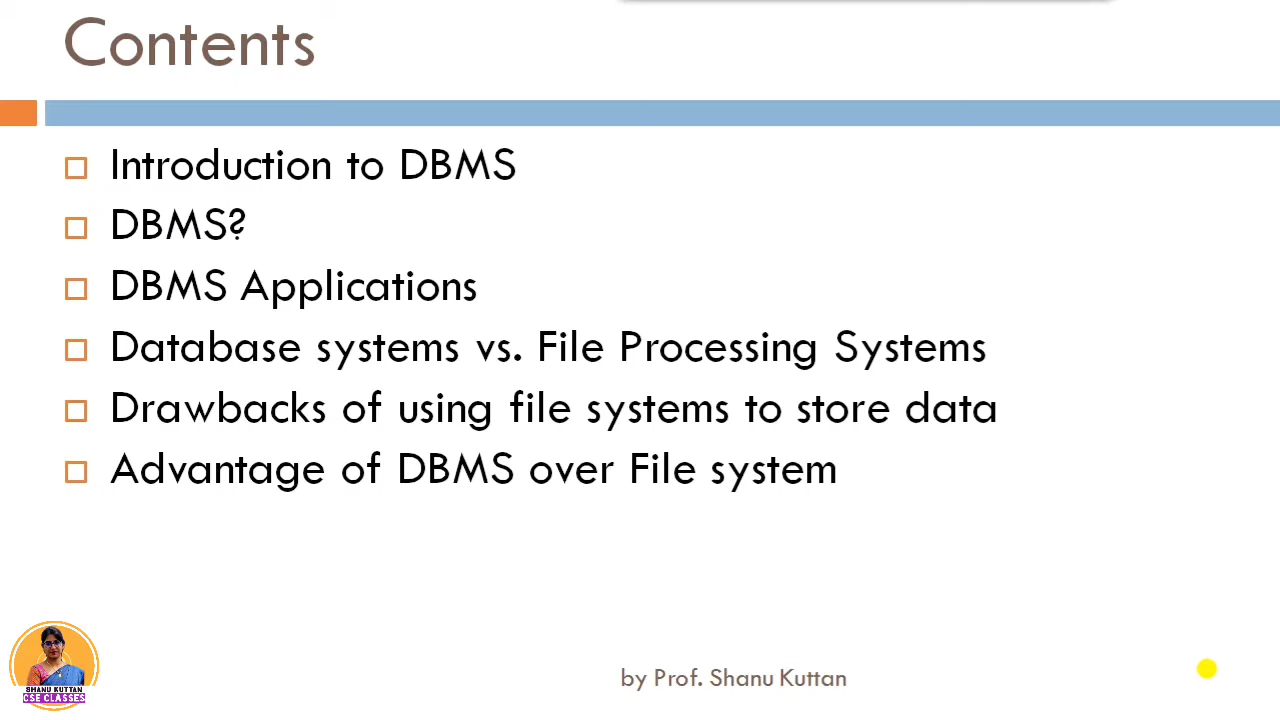 Contents
Introduction to DBMS
DBMS?
DBMS Applications
Database systems vs. File Processing Systems
Drawbacks of using file systems to store data
Advantage of DBMS over File system
SHANU KUTTAN
CSE CLASSES
by Prof. Shanu Kuttan